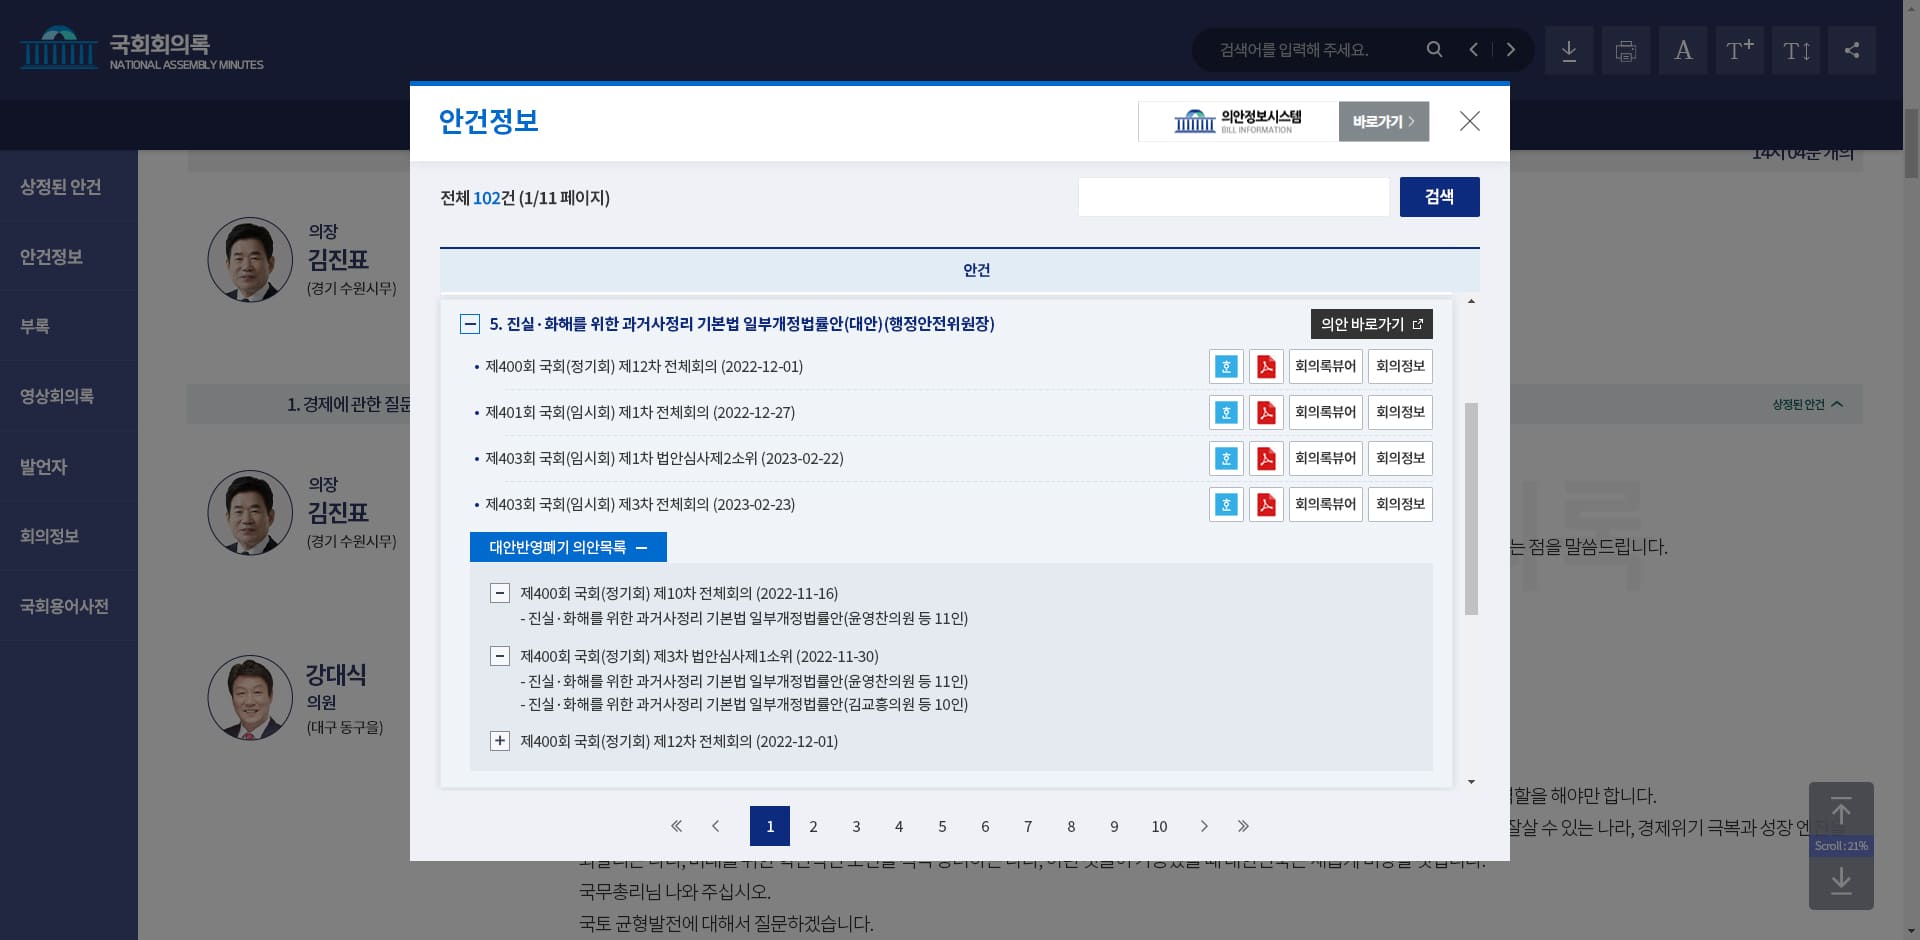 국회회의록
NATIONAL ASSEMBLY MINUTES
검색어를 입력해 주세요.
A
T+
T↕
안건정보
의안정보시스템
BILL INFORMATION
바로가기
14시04분 개의
상정된 안건
안건정보
부록
영상회의록
발언자
회의정보
국회용어사전
의장
김진표
(경기 수원시무)
1. 경제에 관한 질문
상정된 안건
의장
김진표
(경기 수원시무)
는 점을 말씀드립니다.
강대식
의원
(대구 동구을)
전체 102건 (1/11 페이지)
검색
안건
5. 진실·화해를 위한 과거사정리 기본법 일부개정법률안(대안)(행정안전위원장)
의안 바로가기
• 제400회 국회(정기회) 제12차 전체회의 (2022-12-01)
회의록뷰어
회의정보
• 제401회 국회(임시회) 제1차 전체회의 (2022-12-27)
회의록뷰어
회의정보
• 제403회 국회(임시회) 제1차 법안심사제2소위 (2023-02-22)
회의록뷰어
회의정보
• 제403회 국회(임시회) 제3차 전체회의 (2023-02-23)
회의록뷰어
회의정보
대안반영폐기 의안목록
제400회 국회(정기회) 제10차 전체회의 (2022-11-16)
- 진실·화해를 위한 과거사정리 기본법 일부개정법률안(윤영찬의원 등 11인)
제400회 국회(정기회) 제3차 법안심사제1소위 (2022-11-30)
- 진실·화해를 위한 과거사정리 기본법 일부개정법률안(윤영찬의원 등 11인)
- 진실·화해를 위한 과거사정리 기본법 일부개정법률안(김교흥의원 등 10인)
제400회 국회(정기회) 제12차 전체회의 (2022-12-01)
1 2 3 4 5 6 7 8 9 10
할을 해야만 합니다.
잘살 수 있는 나라, 경제위기 극복과 성장
Scroll : 21%
국무총리님 나와 주십시오.
국토 균형발전에 대해서 질문하겠습니다.